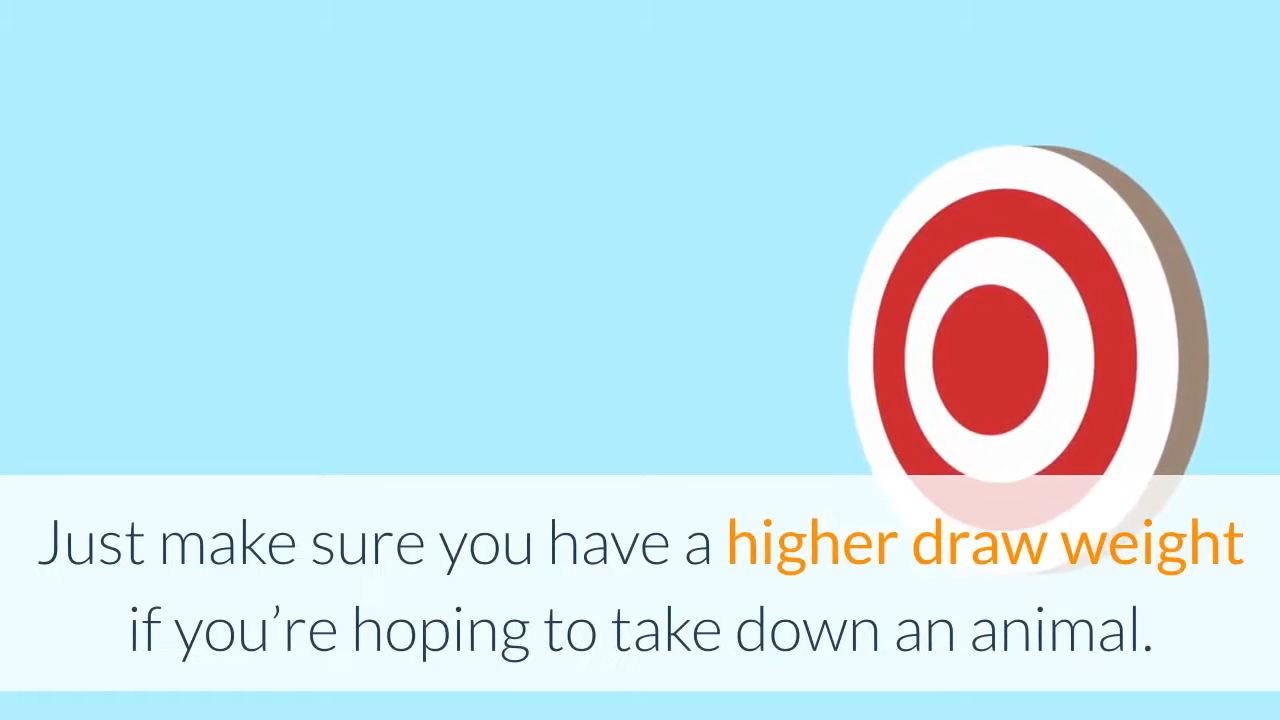 Just make sure you have a higher draw weight
if you’re hoping to take down an animal.